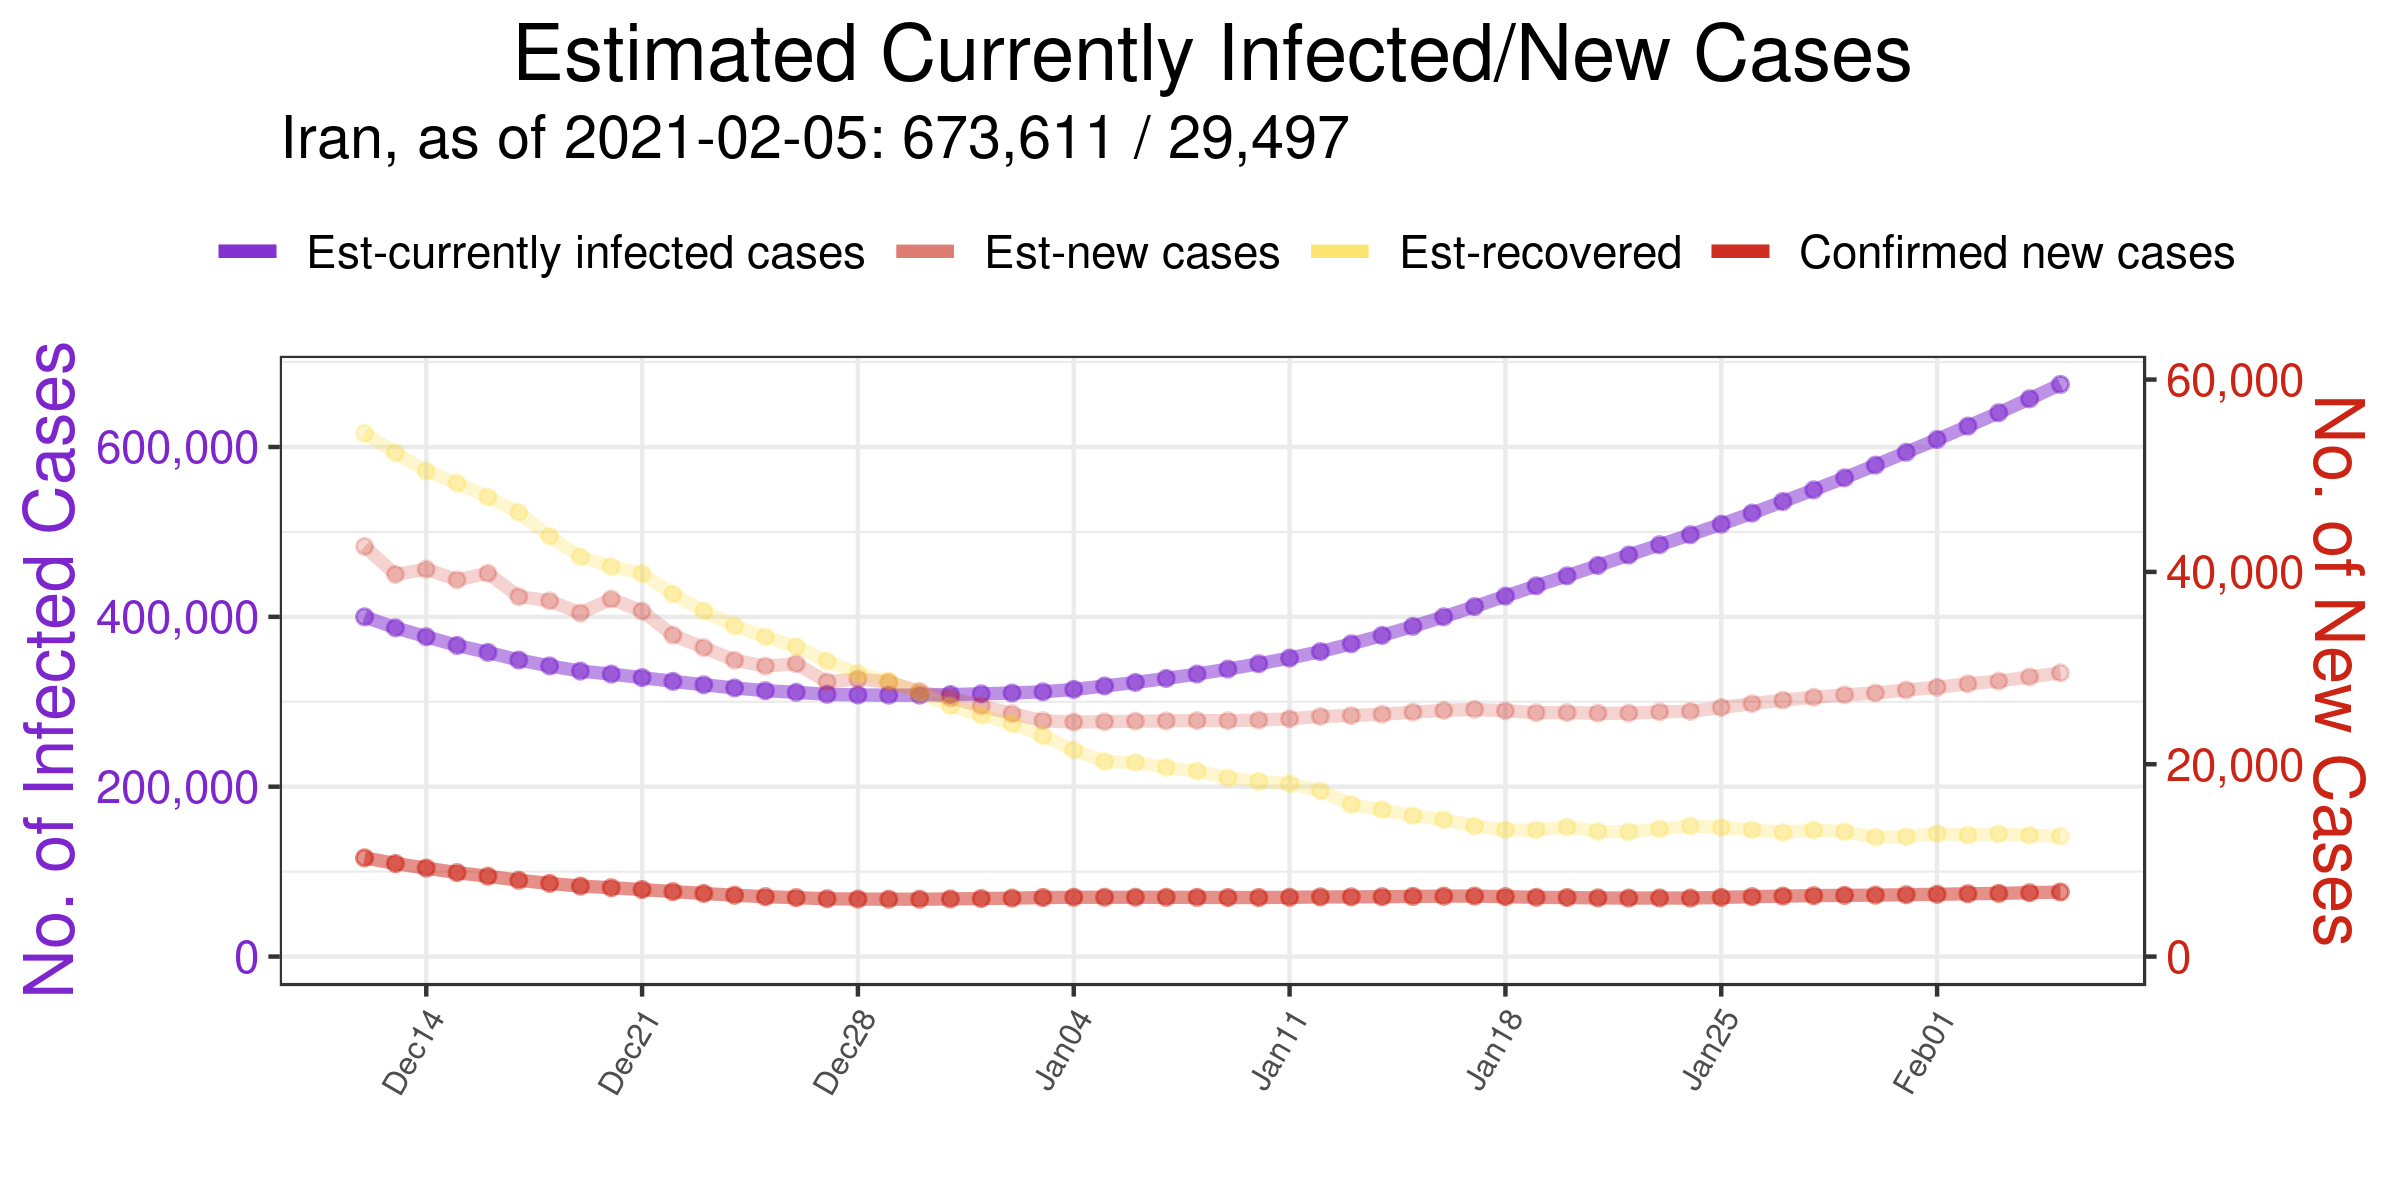 Estimated Currently Infected/New Cases
Iran, as of 2021-02-05: 673,611 / 29,497
Est-currently infected cases Est-new cases Est-recovered Confirmed new cases
No. of Infected Cases
600,000
400,000
200,000
0
60,000
40,000
20,000
0
No. of New Cases
Dec14 Dec21 Dec28 Jan04 Jan11 Jan18 Jan25 Feb01